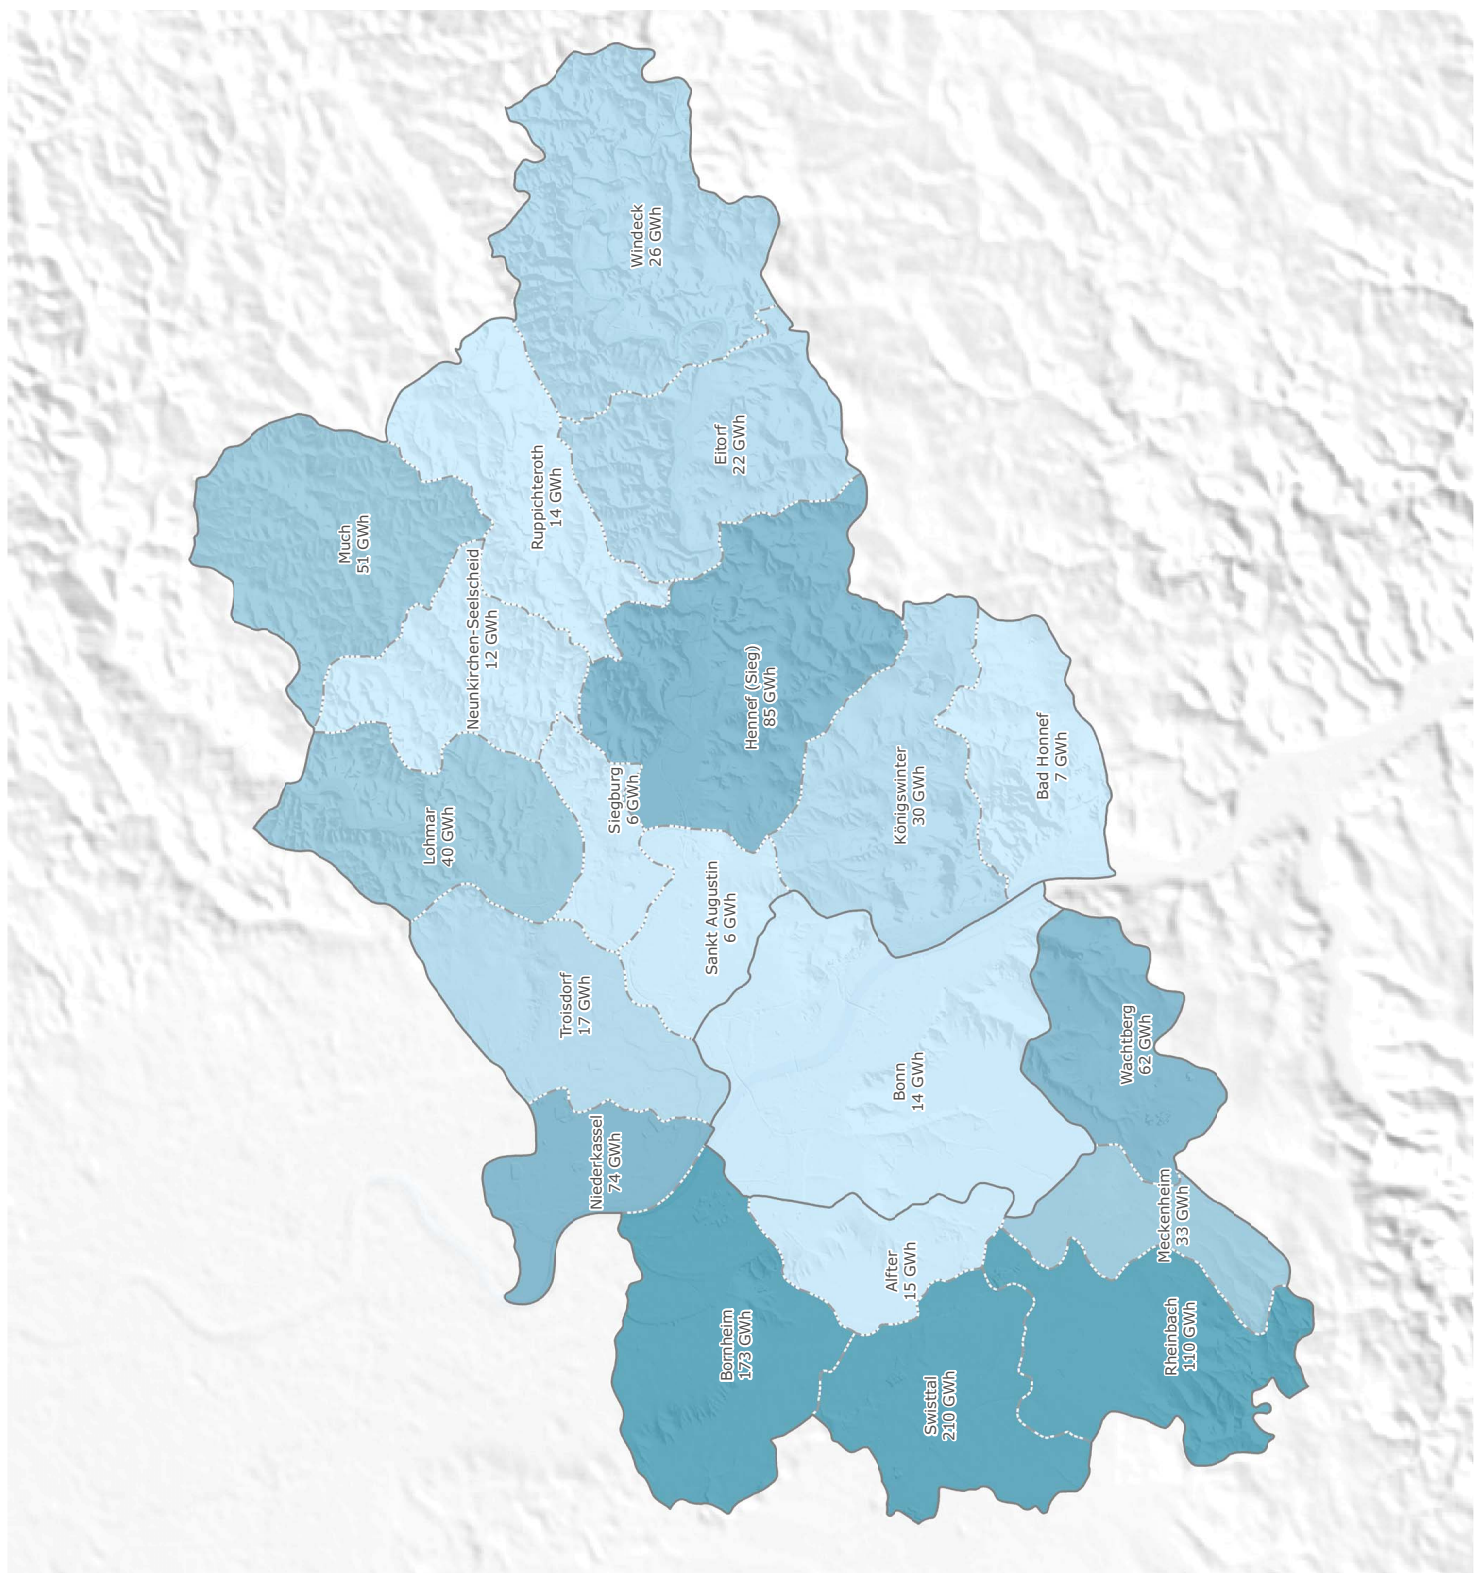 Windeck
26 GWh
Eitorf
22 GWh
Ruppichteroth
14 GWh
Much
51 GWh
Neunkirchen-Seelscheid
12 GWh
Hennef (Sieg)
85 GWh
Lohmar
40 GWh
Siegburg
6 GWh
Königswinter
30 GWh
Bad Honnef
7 GWh
Sankt Augustin
6 GWh
Troisdorf
17 GWh
Bonn
14 GWh
Wachtberg
62 GWh
Niederkassel
74 GWh
Meckenheim
33 GWh
Alfter
15 GWh
Bornheim
173 GWh
Rheinbach
110 GWh
Swisttal
210 GWh